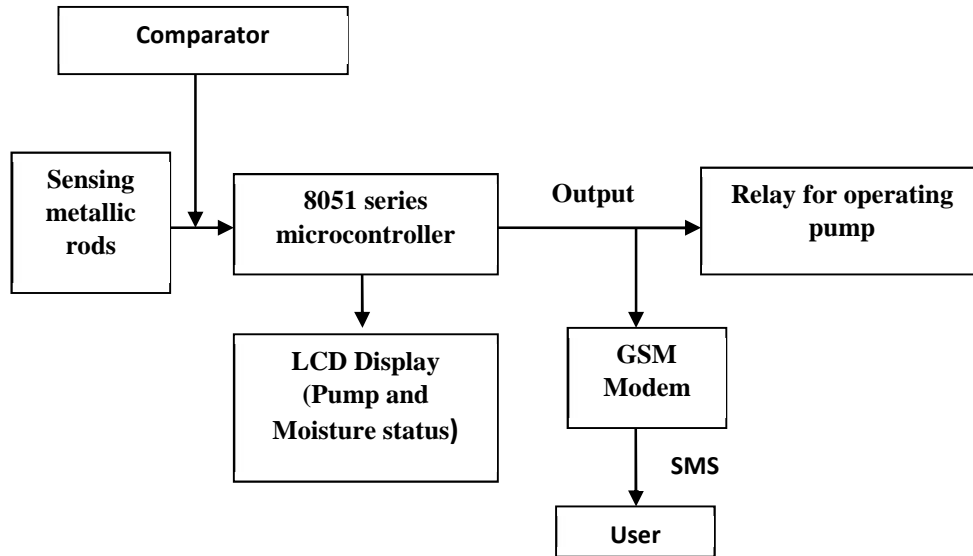 Comparator
Sensing
metallic
rods
8051 series
microcontroller
Output
Relay for operating
pump
LCD Display
(Pump and
Moisture status)
GSM
Modem
SMS
User